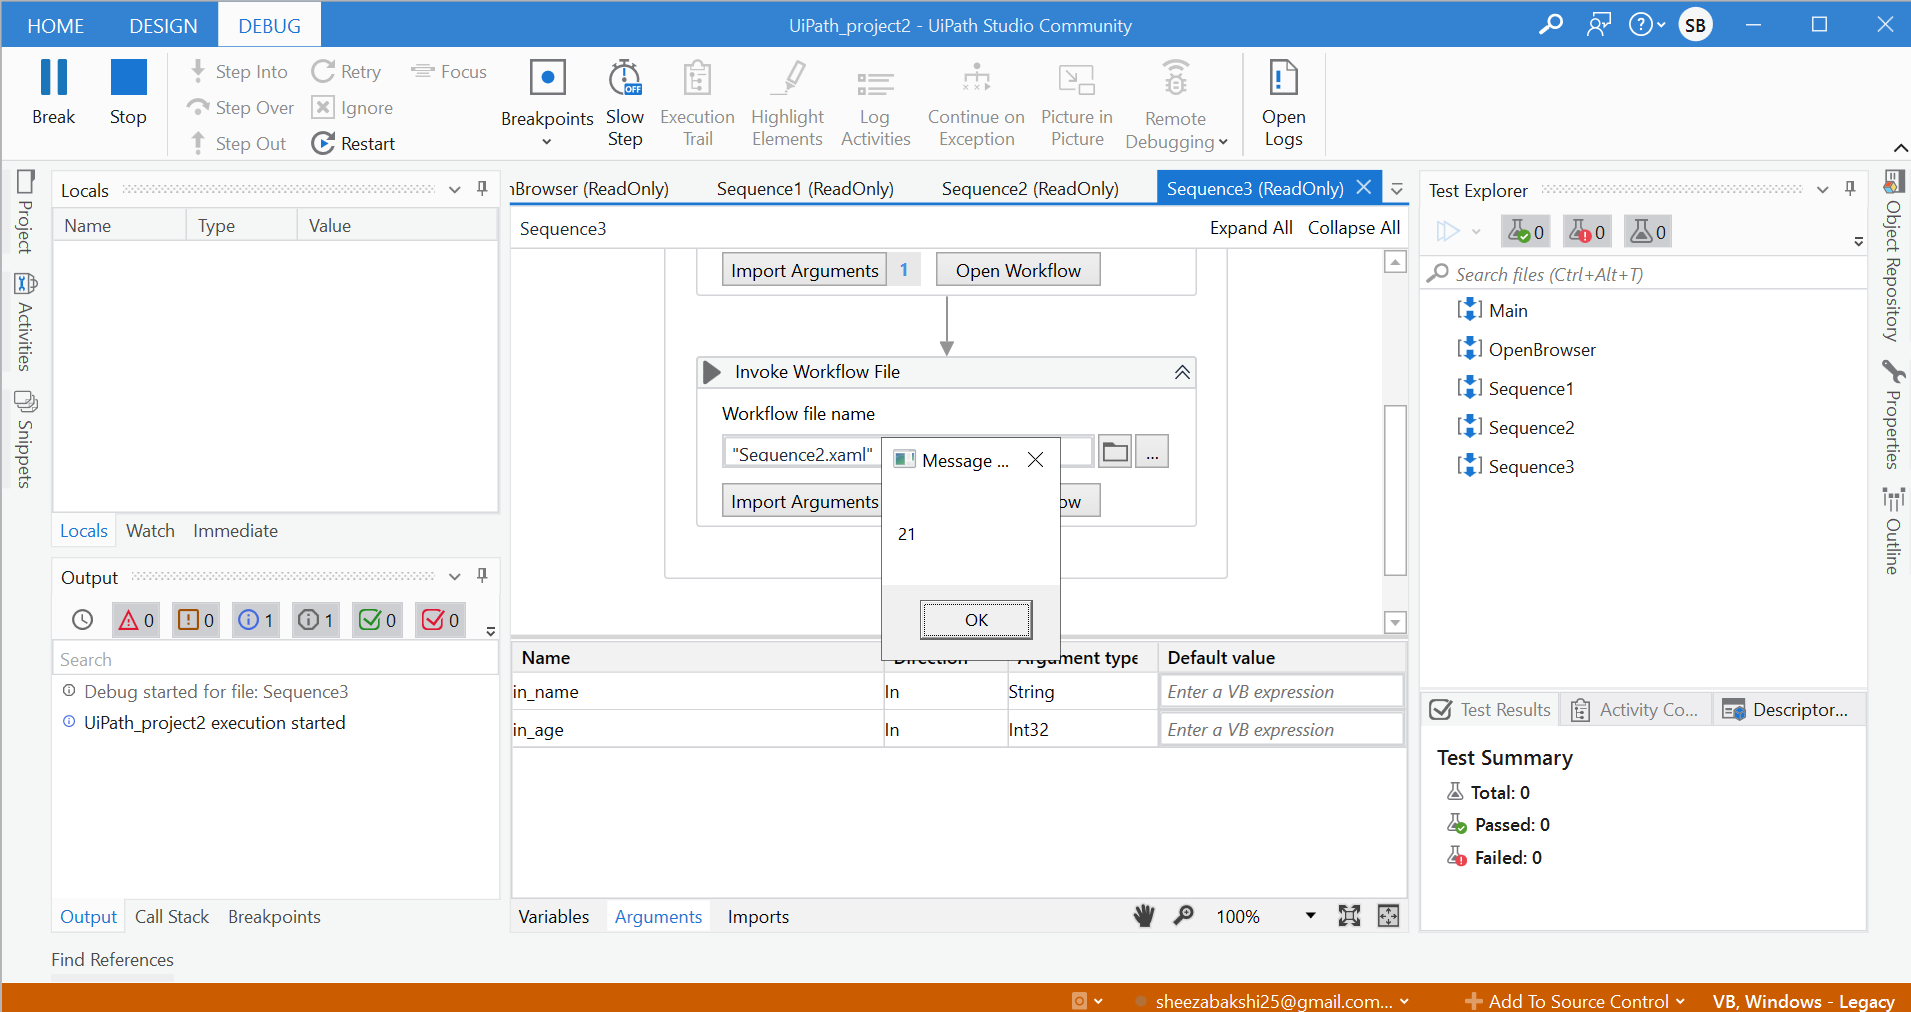 HOME DESIGN DEBUG UiPath_project2 - UiPath Studio Community SB
Break
Stop
Step Into
Step Over
Step Out
Retry
Ignore
Restart
Focus
Breakpoints
Slow
Step
Execution
Trail
Highlight
Elements
Log
Activities
Continue on
Exception
Picture in
Picture
Remote
Debugging
Open
Logs
Project
Activities
Snippets
Locals
Name Type Value
Locals Watch Immediate
Output
0 0 1 1 0 0
Search
Debug started for file: Sequence3
UiPath_project2 execution started
Output Call Stack Breakpoints
Find References
nBrowser (ReadOnly) Sequence1 (ReadOnly) Sequence2 (ReadOnly) Sequence3 (ReadOnly)
Sequence3 Expand All Collapse All
Import Arguments 1 Open Workflow
Invoke Workflow File
Workflow file name
"Sequence2.xaml" ...
Import Arguments ow
Message ...
21
OK
Name Direction Argument type Default value
in_name In String Enter a VB expression
in_age In Int32 Enter a VB expression
Variables Arguments Imports 100%
Test Explorer
0 0 0
Search files (Ctrl+Alt+T)
Main
OpenBrowser
Sequence1
Sequence2
Sequence3
Test Results Activity Co... Descriptor...
Test Summary
Total: 0
Passed: 0
Failed: 0
Object Repository
Properties
Outline
sheezabakshi25@gmail.com... Add To Source Control VB, Windows - Legacy